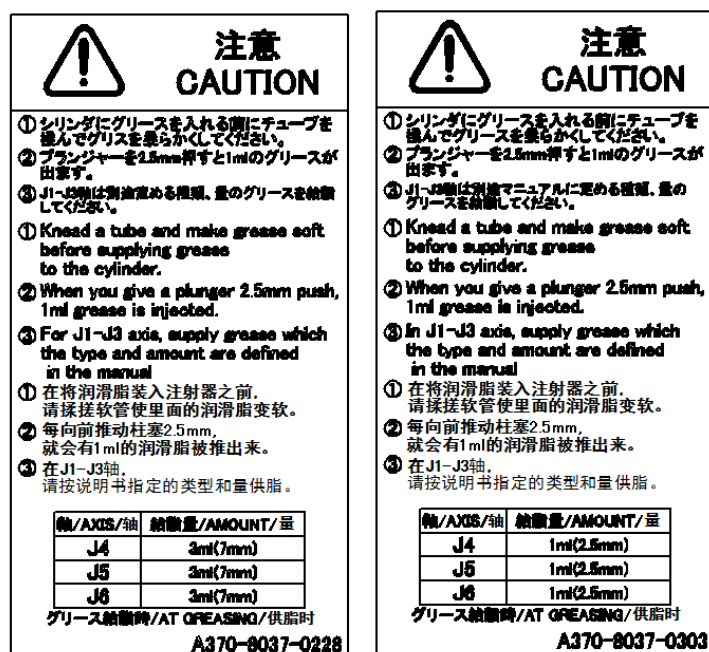 注意
CAUTION
① シリンダにグリースを入れる前にチューブを
揉んでグリスを柔らかくしてください。
② プランジャーを2.5mm押すと1mlのグリースが
出ます。
③ J1-J3軸は別途定める種類、量のグリースを給脂
してください。
① Knead a tube and make grease soft
before supplying grease
to the cylinder.
② When you give a plunger 2.5mm push,
1ml grease is injected.
③ For J1-J3 axis, supply grease which
the type and amount are defined
in the manual
① 在将润滑脂装入注射器之前,
请揉搓软管使里面的润滑脂变软。
② 每向前推动柱塞2.5mm,
就会有1ml的润滑脂被推出来。
③ 在J1-J3轴,
请按说明书指定的类型和量供脂。
軸/AXIS/轴 給脂量/AMOUNT/量
J4 3ml(7mm)
J5 3ml(7mm)
J6 3ml(7mm)
グリース給脂時/AT GREASING/供脂时
A370-8037-0228
注意
CAUTION
① シリンダにグリースを入れる前にチューブを
揉んでグリースを柔らかくしてください。
② プランジャーを2.5mm押すと1mlのグリースが
出ます。
③ J1-J3軸は別途マニュアルに定める種類、量の
グリースを給脂してください。
① Knead a tube and make grease soft
before supplying grease
to the cylinder.
② When you give a plunger 2.5mm push,
1ml grease is injected.
③ In J1-J3 axis, supply grease which
the type and amount are defined
in the manual
① 在将润滑脂装入注射器之前,
请揉搓软管使里面的润滑脂变软。
② 每向前推动柱塞2.5mm,
就会有1ml的润滑脂被推出来。
③ 在J1-J3轴,
请按说明书指定的类型和量供脂。
軸/AXIS/轴 給脂量/AMOUNT/量
J4 1ml(2.5mm)
J5 1ml(2.5mm)
J6 1ml(2.5mm)
グリース給脂時/AT GREASING/供脂时
A370-8037-0303